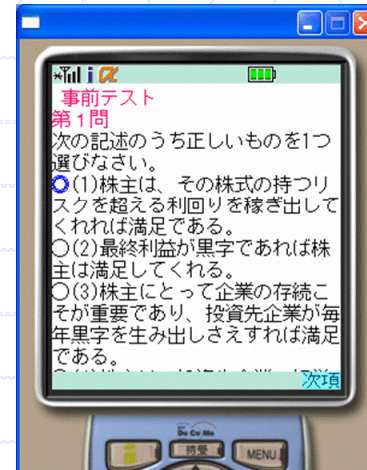 i α
事前テスト
第1問
次の記述のうち正しいものを1つ
選びなさい。
○(1)株主は、その株式の持つリ
スクを超える利回りを稼ぎ出して
くれれば満足である。
○(2)最終利益が黒字であれば株
主は満足してくれる。
○(3)株主にとって企業の存続こ
そが重要であり、投資先企業が毎
年黒字を生み出しさえすれば満足
である。
次項
DoCoMo
待受
MENU